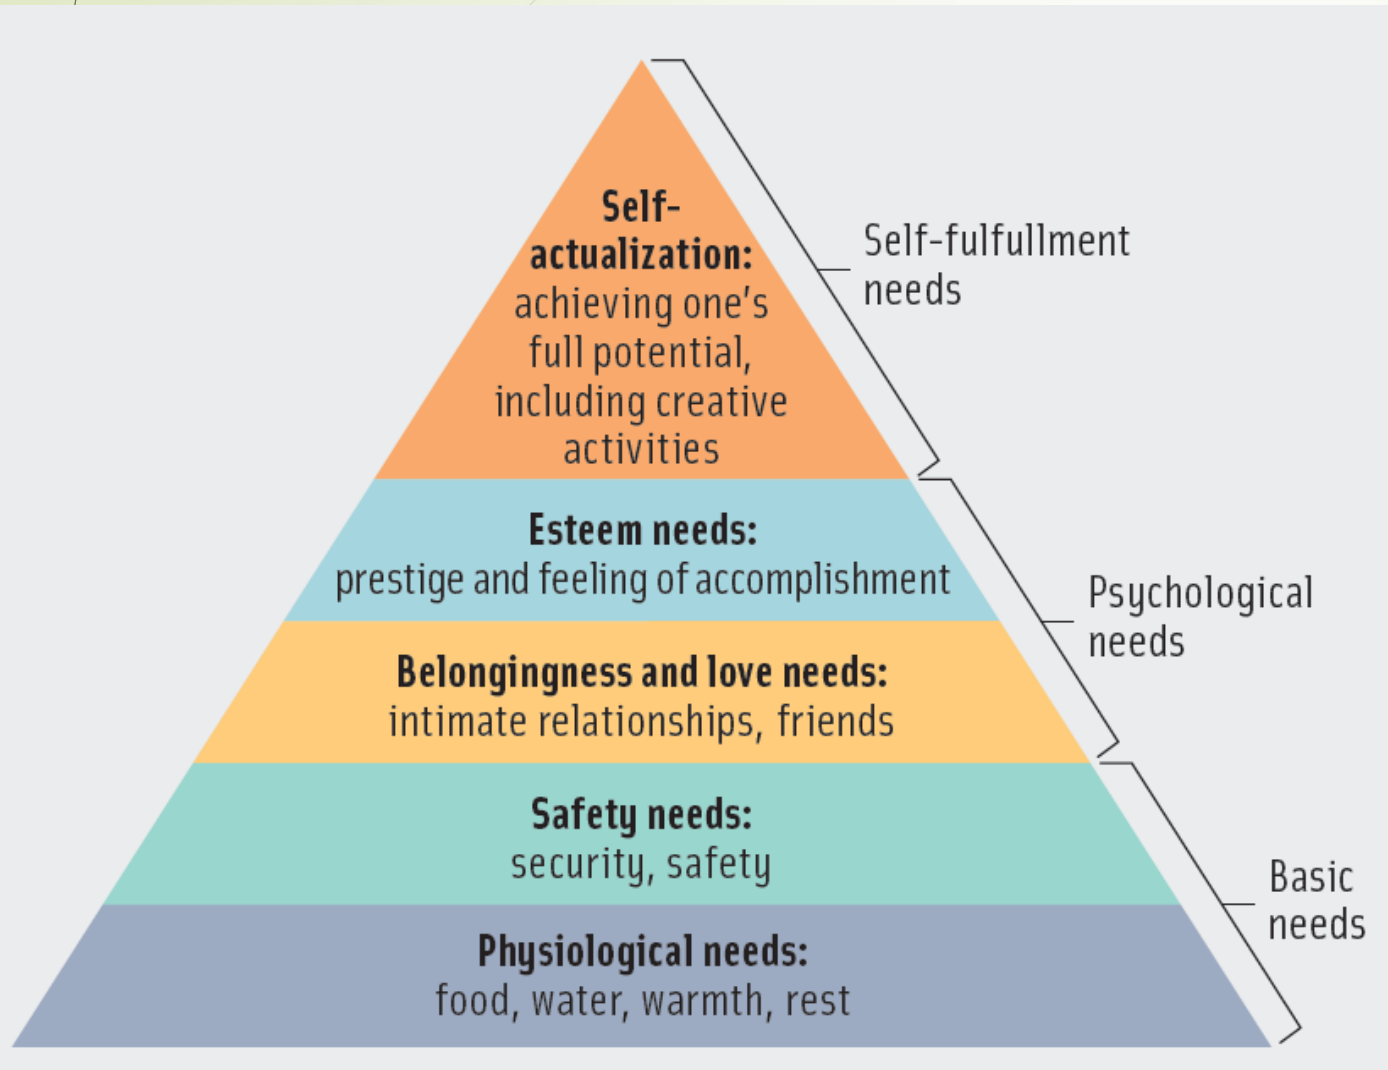 Self-
actualization:
achieving one's
full potential,
including creative
activities
Self-fulfullment
needs
Esteem needs:
prestige and feeling of accomplishment
Psychological
needs
Belongingness and love needs:
intimate relationships, friends
Safety needs:
security, safety
Basic
needs
Physiological needs:
food, water, warmth, rest